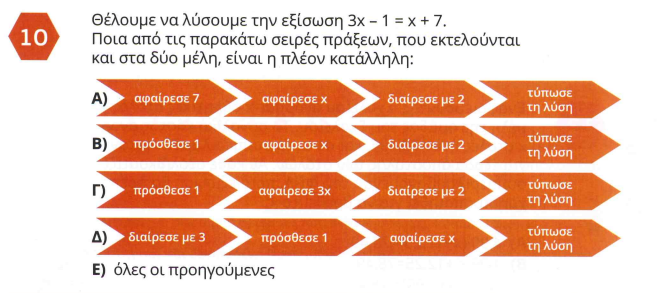 10
Θέλουμε να λύσουμε την εξίσωση 3x – 1 = x + 7.
Ποια από τις παρακάτω σειρές πράξεων, που εκτελούνται
και στα δύο μέλη, είναι η πλέον κατάλληλη:
Α) αφαίρεσε 7 αφαίρεσε x διαίρεσε με 2 τύπωσε
τη λύση
Β) πρόσθεσε 1 αφαίρεσε x διαίρεσε με 2 τύπωσε
τη λύση
Γ) πρόσθεσε 1 αφαίρεσε 3x διαίρεσε με 2 τύπωσε
τη λύση
Δ) διαίρεσε με 3 πρόσθεσε 1 αφαίρεσε x τύπωσε
τη λύση
Ε) όλες οι προηγούμενες